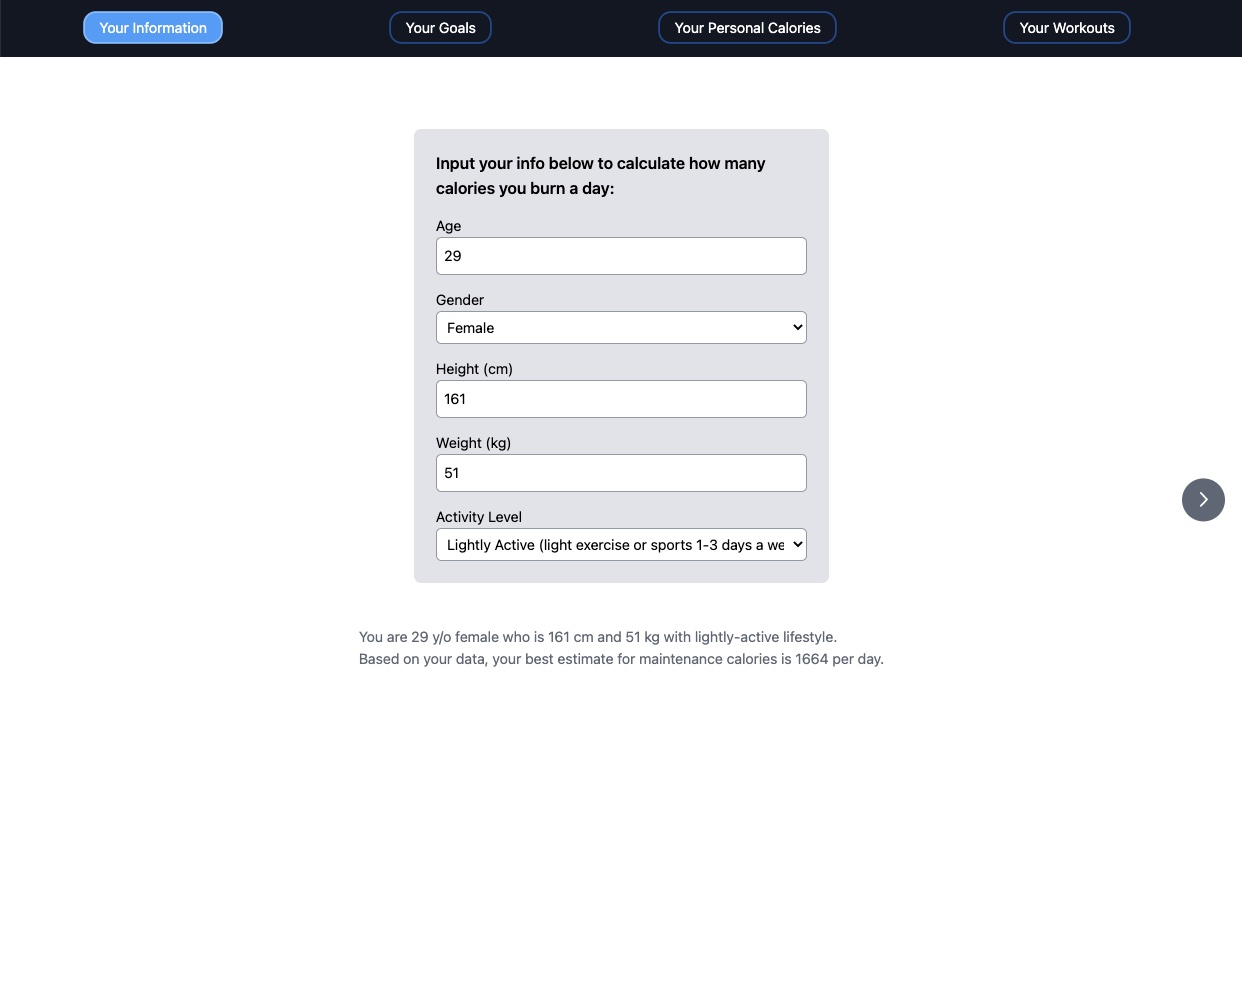 Your Information
Your Goals
Your Personal Calories
Your Workouts
Input your info below to calculate how many
calories you burn a day:
Age
29
Gender
Female
Height (cm)
161
Weight (kg)
51
Activity Level
Lightly Active (light exercise or sports 1-3 days a we
You are 29 y/o female who is 161 cm and 51 kg with lightly-active lifestyle.
Based on your data, your best estimate for maintenance calories is 1664 per day.